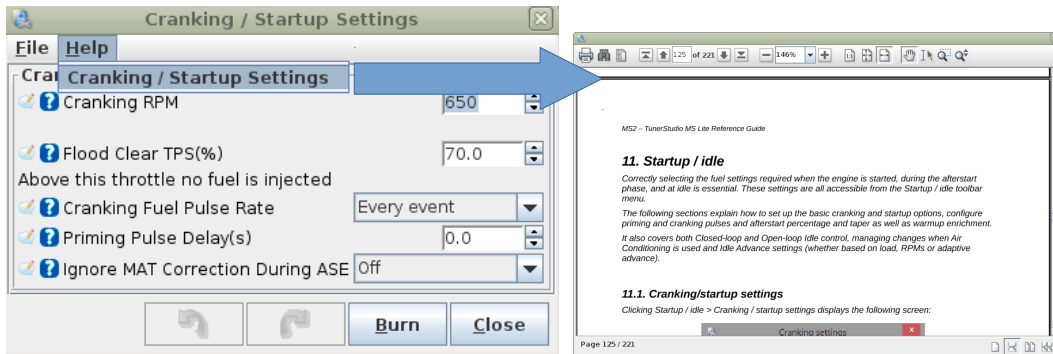 Cranking / Startup Settings
File Help
Cra
Cranking / Startup Settings
Cranking RPM
650
Flood Clear TPS(%)
70.0
Above this throttle no fuel is injected
Cranking Fuel Pulse Rate
Every event
Priming Pulse Delay(s)
0.0
Ignore MAT Correction During ASE
Off
Burn
Close
125 of 221
146%
MS2 – TunerStudio MS Lite Reference Guide
11. Startup / idle
Correctly selecting the fuel settings required when the engine is started, during the afterstart
phase, and at idle is essential. These settings are all accessible from the Startup / idle toolbar
menu.
The following sections explain how to set up the basic cranking and startup options, configure
priming and cranking pulses and afterstart percentage and taper as well as warmup enrichment.
It also covers both Closed-loop and Open-loop Idle control, managing changes when Air
Conditioning is used and Idle Advance settings (whether based on load, RPMs or adaptive
advance).
11.1. Cranking/startup settings
Clicking Startup / idle > Cranking / startup settings displays the following screen:
Cranking settings
Page 125 / 221